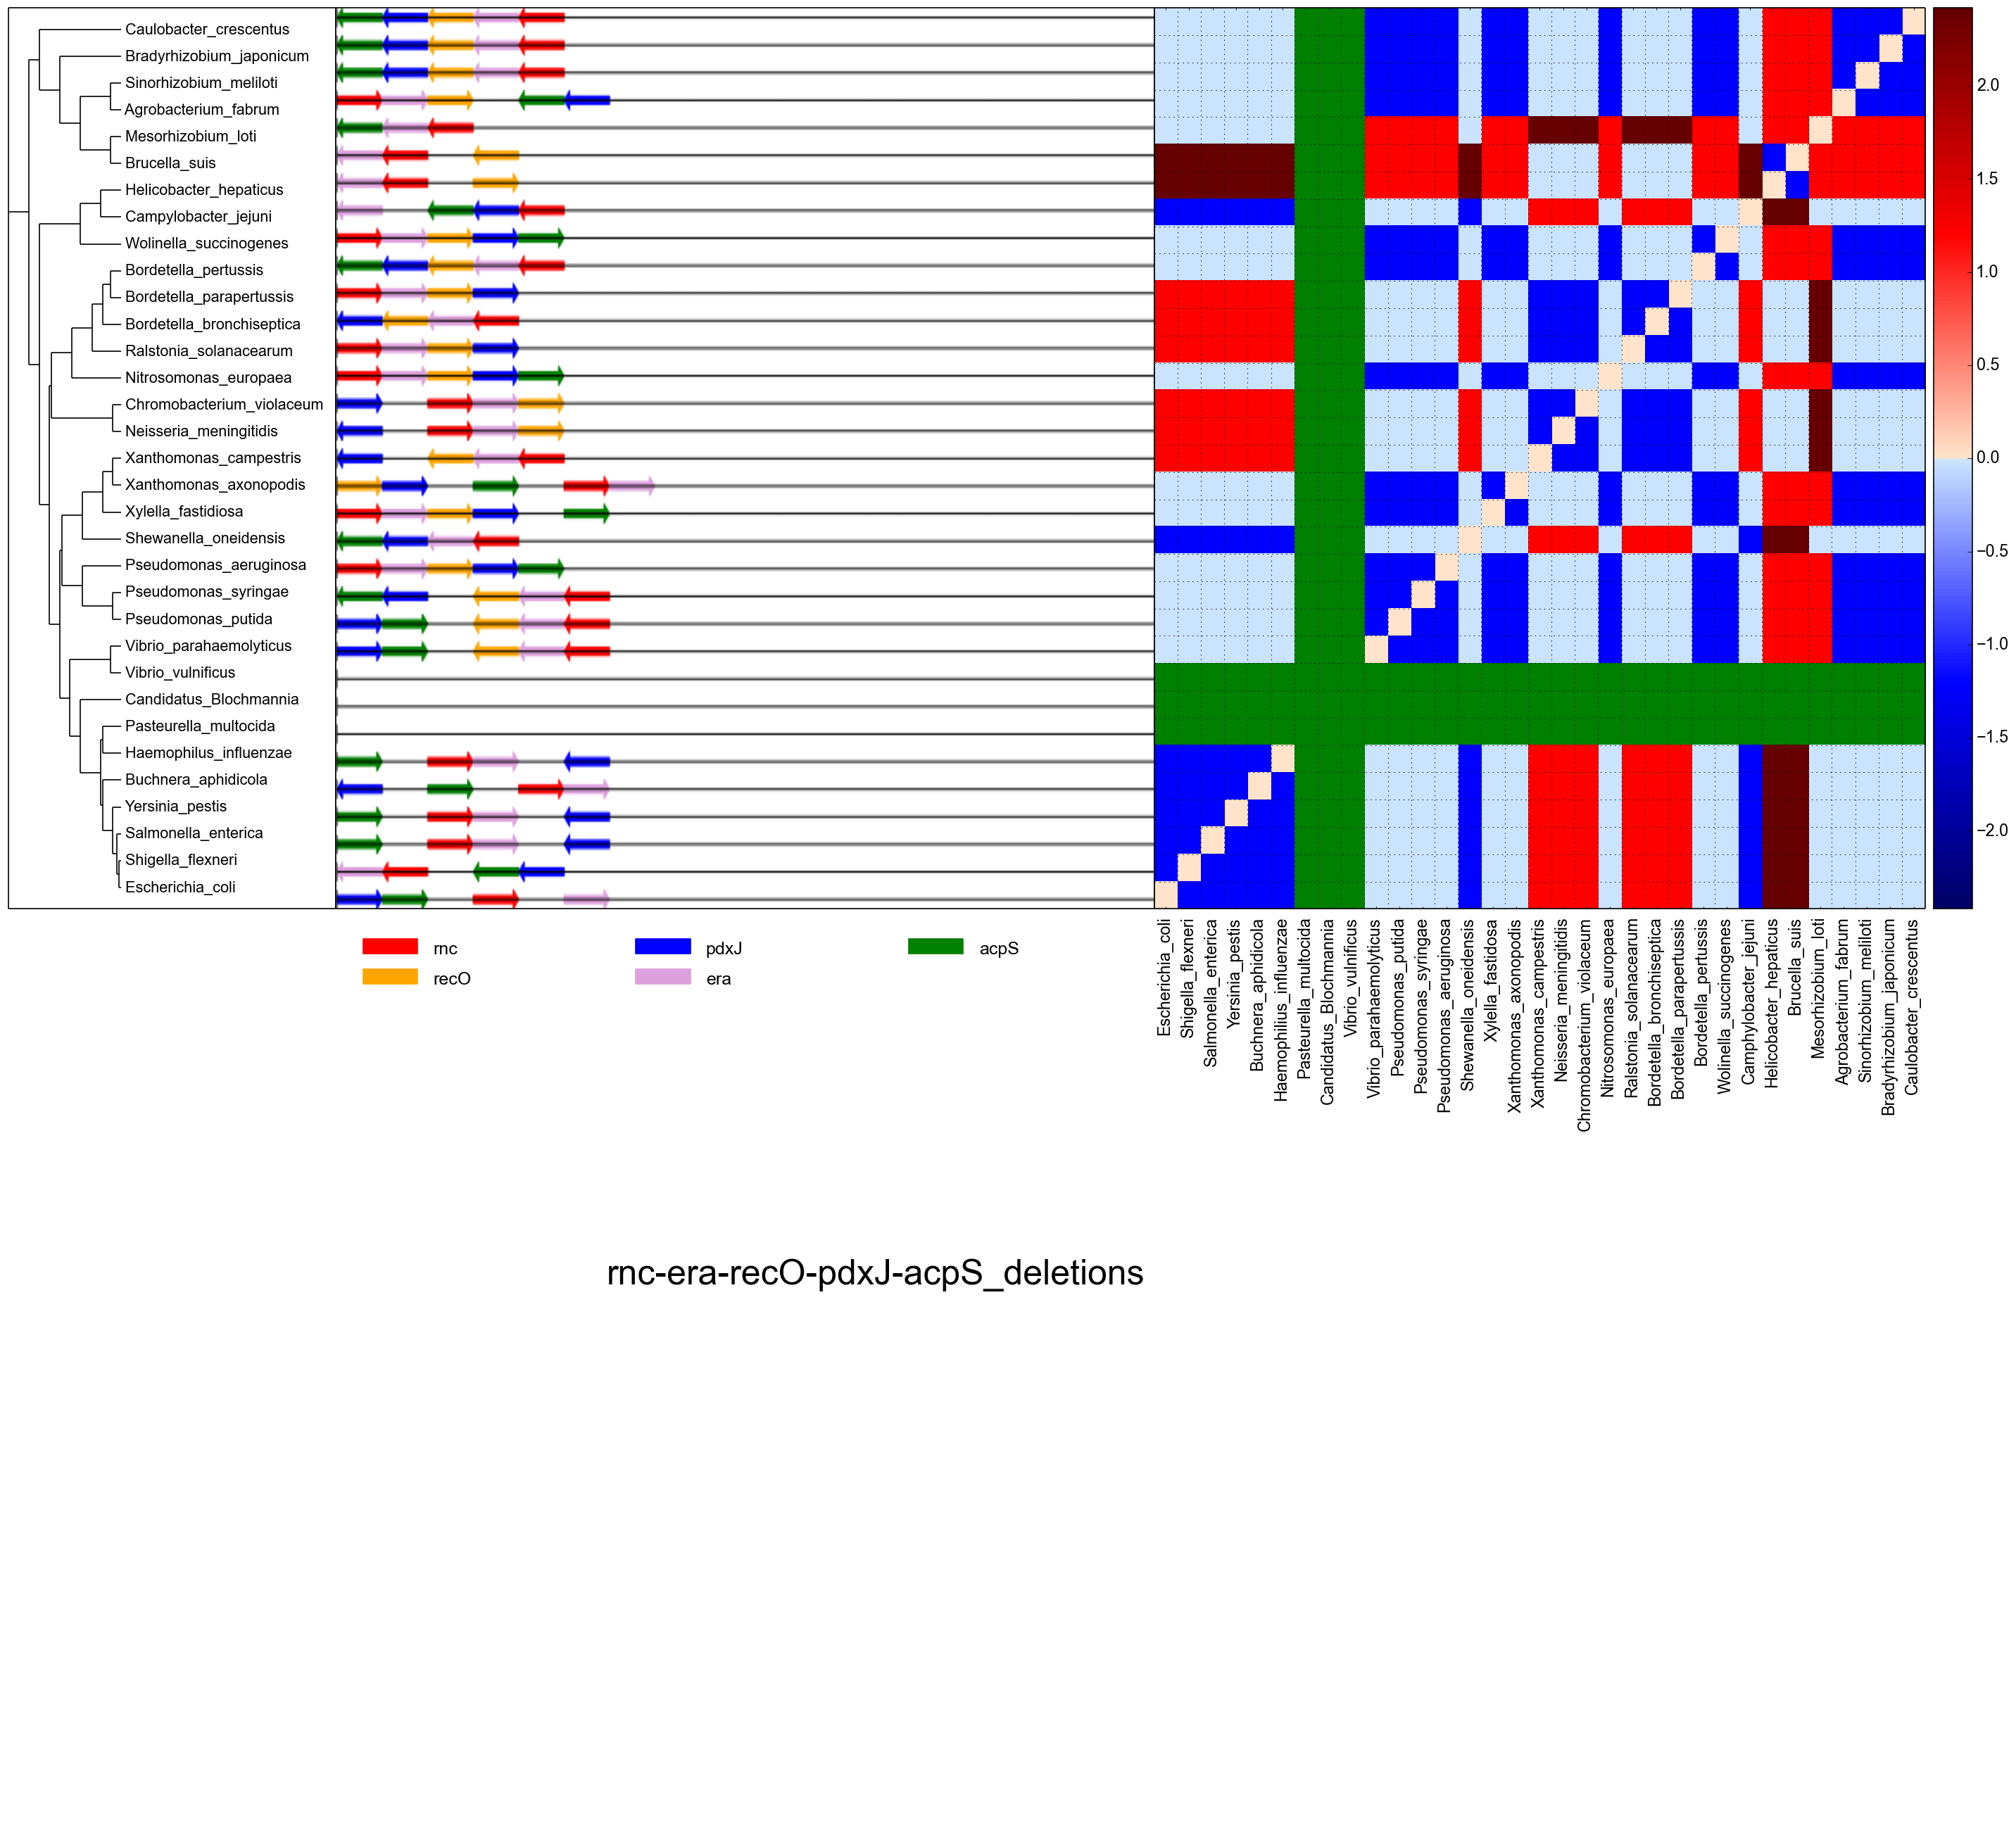 Caulobacter_crescentus
Bradyrhizobium_japonicum
Sinorhizobium_meliloti
Agrobacterium_fabrum
Mesorhizobium_loti
Brucella_suis
Helicobacter_hepaticus
Campylobacter_jejuni
Wolinella_succinogenes
Bordetella_pertussis
Bordetella_parapertussis
Bordetella_bronchiseptica
Ralstonia_solanacearum
Nitrosomonas_europaea
Chromobacterium_violaceum
Neisseria_meningitidis
Xanthomonas_campestris
Xanthomonas_axonopodis
Xylella_fastidiosa
Shewanella_oneidensis
Pseudomonas_aeruginosa
Pseudomonas_syringae
Pseudomonas_putida
Vibrio_parahaemolyticus
Vibrio_vulnificus
Candidatus_Blochmannia
Pasteurella_multocida
Haemophilus_influenzae
Buchnera_aphidicola
Yersinia_pestis
Salmonella_enterica
Shigella_flexneri
Escherichia_coli
2.0
1.5
1.0
0.5
0.0
−0.5
−1.0
−1.5
−2.0
Escherichia_coli
Shigella_flexneri
Salmonella_enterica
Yersinia_pestis
Buchnera_aphidicola
Haemophilus_influenzae
Pasteurella_multocida
Candidatus_Blochmannia
Vibrio_vulnificus
Vibrio_parahaemolyticus
Pseudomonas_putida
Pseudomonas_syringae
Pseudomonas_aeruginosa
Shewanella_oneidensis
Xylella_fastidiosa
Xanthomonas_axonopodis
Xanthomonas_campestris
Neisseria_meningitidis
Chromobacterium_violaceum
Nitrosomonas_europaea
Ralstonia_solanacearum
Bordetella_bronchiseptica
Bordetella_parapertussis
Bordetella_pertussis
Wolinella_succinogenes
Camphylobacter_jejuni
Helicobacter_hepaticus
Brucella_suis
Mesorhizobium_loti
Agrobacterium_fabrum
Sinorhizobium_meliloti
Bradyrhizobium_japonicum
Caulobacter_crescentus
rnc pdxJ acpS
recO era
rnc-era-recO-pdxJ-acpS_deletions